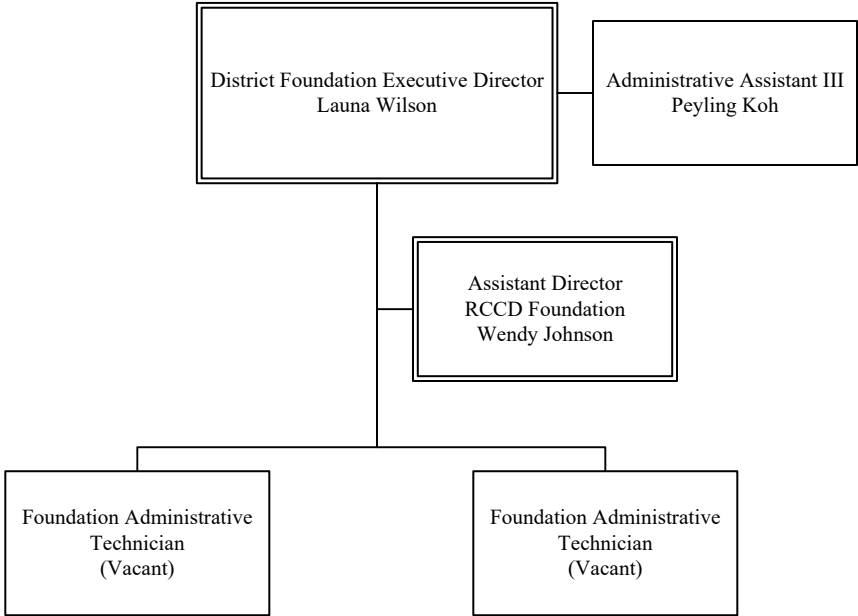 District Foundation Executive Director
Launa Wilson
Administrative Assistant III
Peyling Koh
Assistant Director
RCCD Foundation
Wendy Johnson
Foundation Administrative
Technician
(Vacant)
Foundation Administrative
Technician
(Vacant)